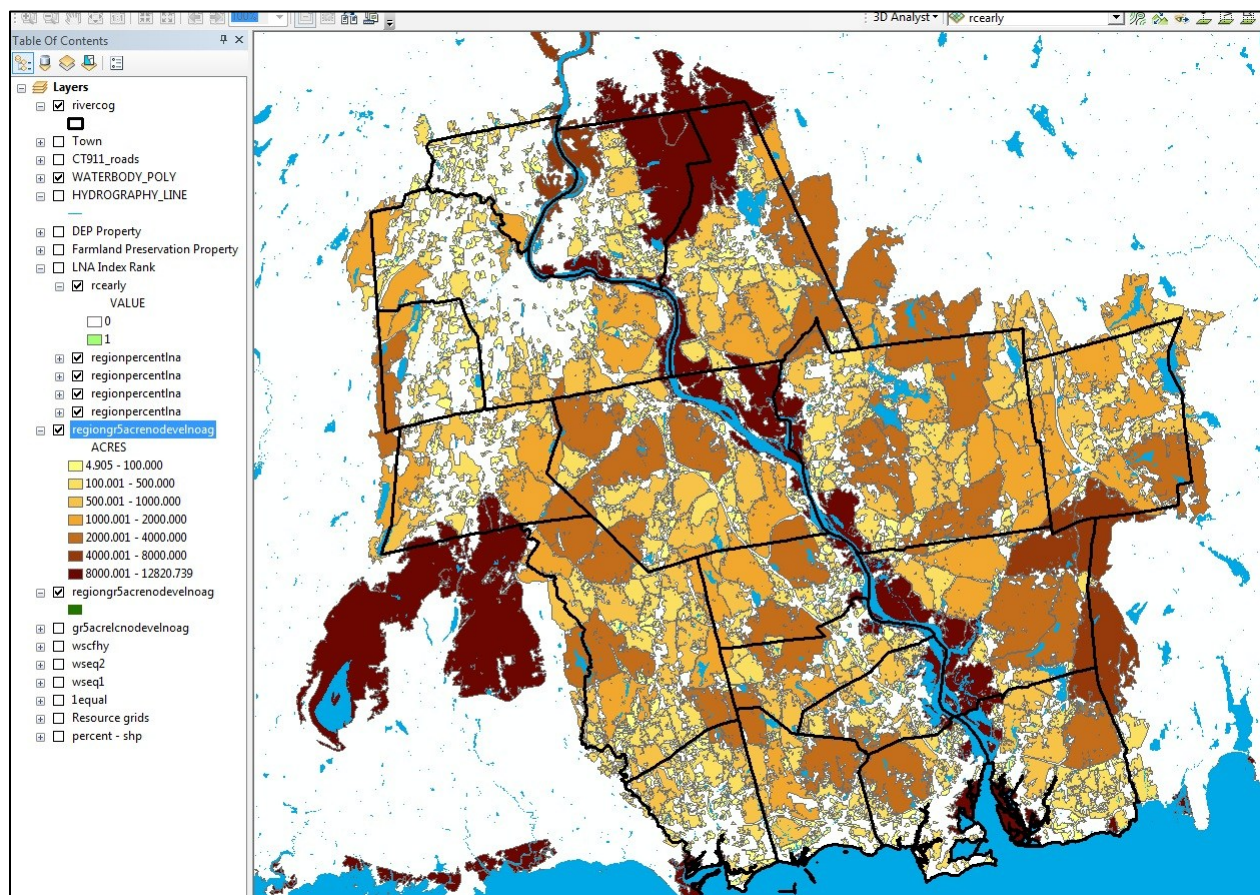 100%
3D Analyst
rcearly
Table Of Contents
Layers
rivercog
Town
CT911_roads
WATERBODY_POLY
HYDROGRAPHY_LINE
DEP Property
Farmland Preservation Property
LNA Index Rank
rcearly
VALUE
0
1
regionpercentlna
regionpercentlna
regionpercentlna
regionpercentlna
regiongr5acrenodevelnoag
ACRES
4.905 - 100.000
100.001 - 500.000
500.001 - 1000.000
1000.001 - 2000.000
2000.001 - 4000.000
4000.001 - 8000.000
8000.001 - 12820.739
regiongr5acrenodevelnoag
gr5acrelcnodevelnoag
wscfhy
wseq2
wseq1
1equal
Resource grids
percent - shp